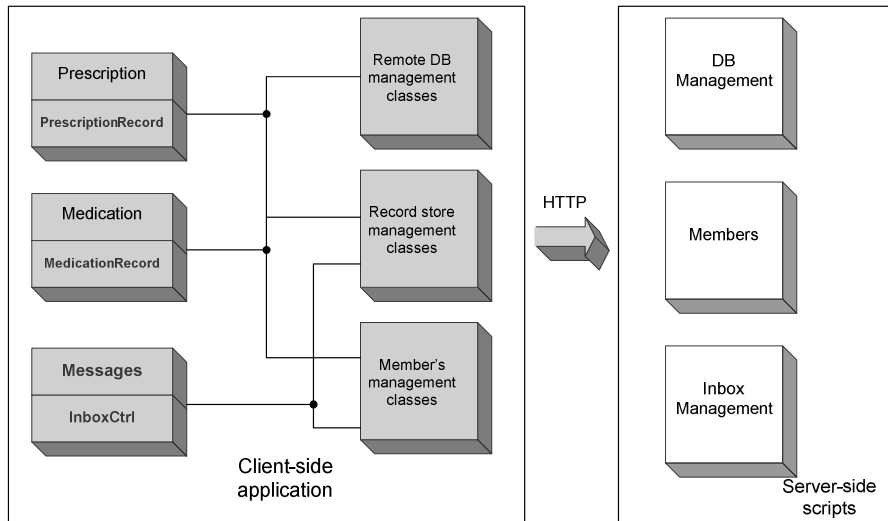 Prescription
PrescriptionRecord
Medication
MedicationRecord
Messages
InboxCtrl
Remote DB
management
classes
Record store
management
classes
Member's
management
classes
Client-side
application
HTTP
DB
Management
Members
Inbox
Management
Server-side
scripts